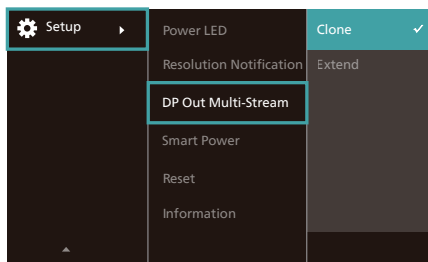 Setup
Power LED
Resolution Notification
DP Out Multi-Stream
Smart Power
Reset
Information
Clone
Extend